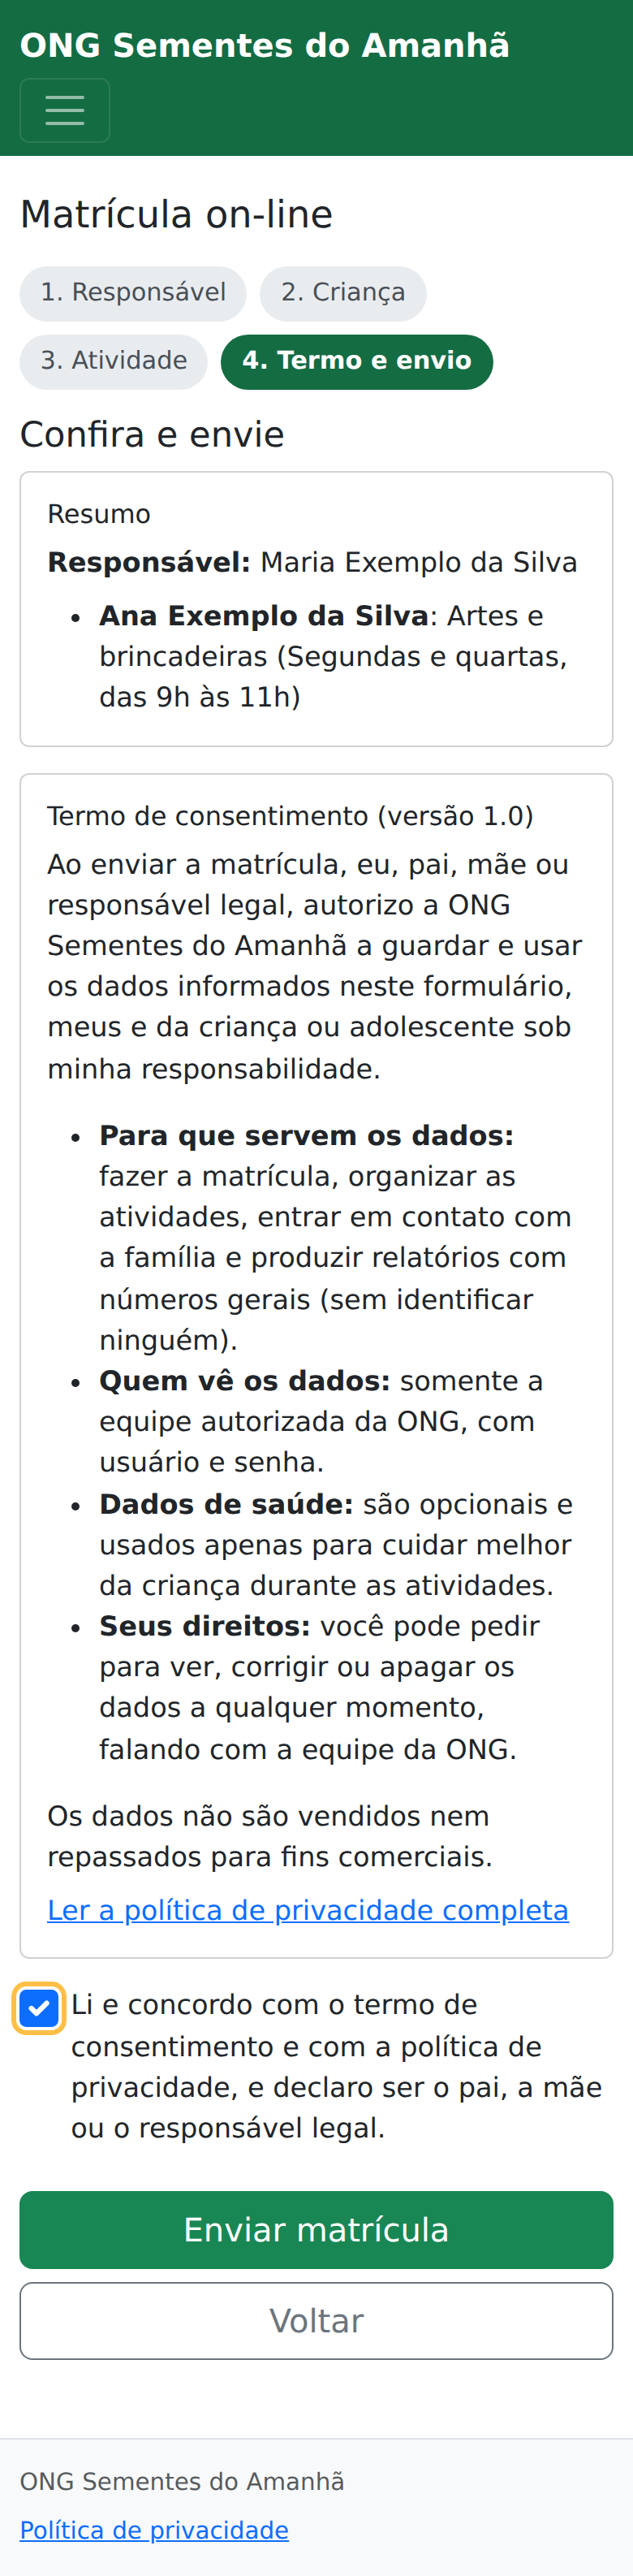 ONG Sementes do Amanhã
Matrícula on-line
1. Responsável
2. Criança
3. Atividade
4. Termo e envio
Confira e envie
Resumo
Responsável: Maria Exemplo da Silva
• Ana Exemplo da Silva: Artes e
brincadeiras (Segundas e quartas,
das 9h às 11h)
Termo de consentimento (versão 1.0)
Ao enviar a matrícula, eu, pai, mãe ou
responsável legal, autorizo a ONG
Sementes do Amanhã a guardar e usar
os dados informados neste formulário,
meus e da criança ou adolescente sob
minha responsabilidade.
• Para que servem os dados:
fazer a matrícula, organizar as
atividades, entrar em contato com
a família e produzir relatórios com
números gerais (sem identificar
ninguém).
• Quem vê os dados: somente a
equipe autorizada da ONG, com
usuário e senha.
• Dados de saúde: são opcionais e
usados apenas para cuidar melhor
da criança durante as atividades.
• Seus direitos: você pode pedir
para ver, corrigir ou apagar os
dados a qualquer momento,
falando com a equipe da ONG.
Os dados não são vendidos nem
repassados para fins comerciais.
Ler a política de privacidade completa
Li e concordo com o termo de
consentimento e com a política de
privacidade, e declaro ser o pai, a mãe
ou o responsável legal.
Enviar matrícula
Voltar
ONG Sementes do Amanhã
Política de privacidade